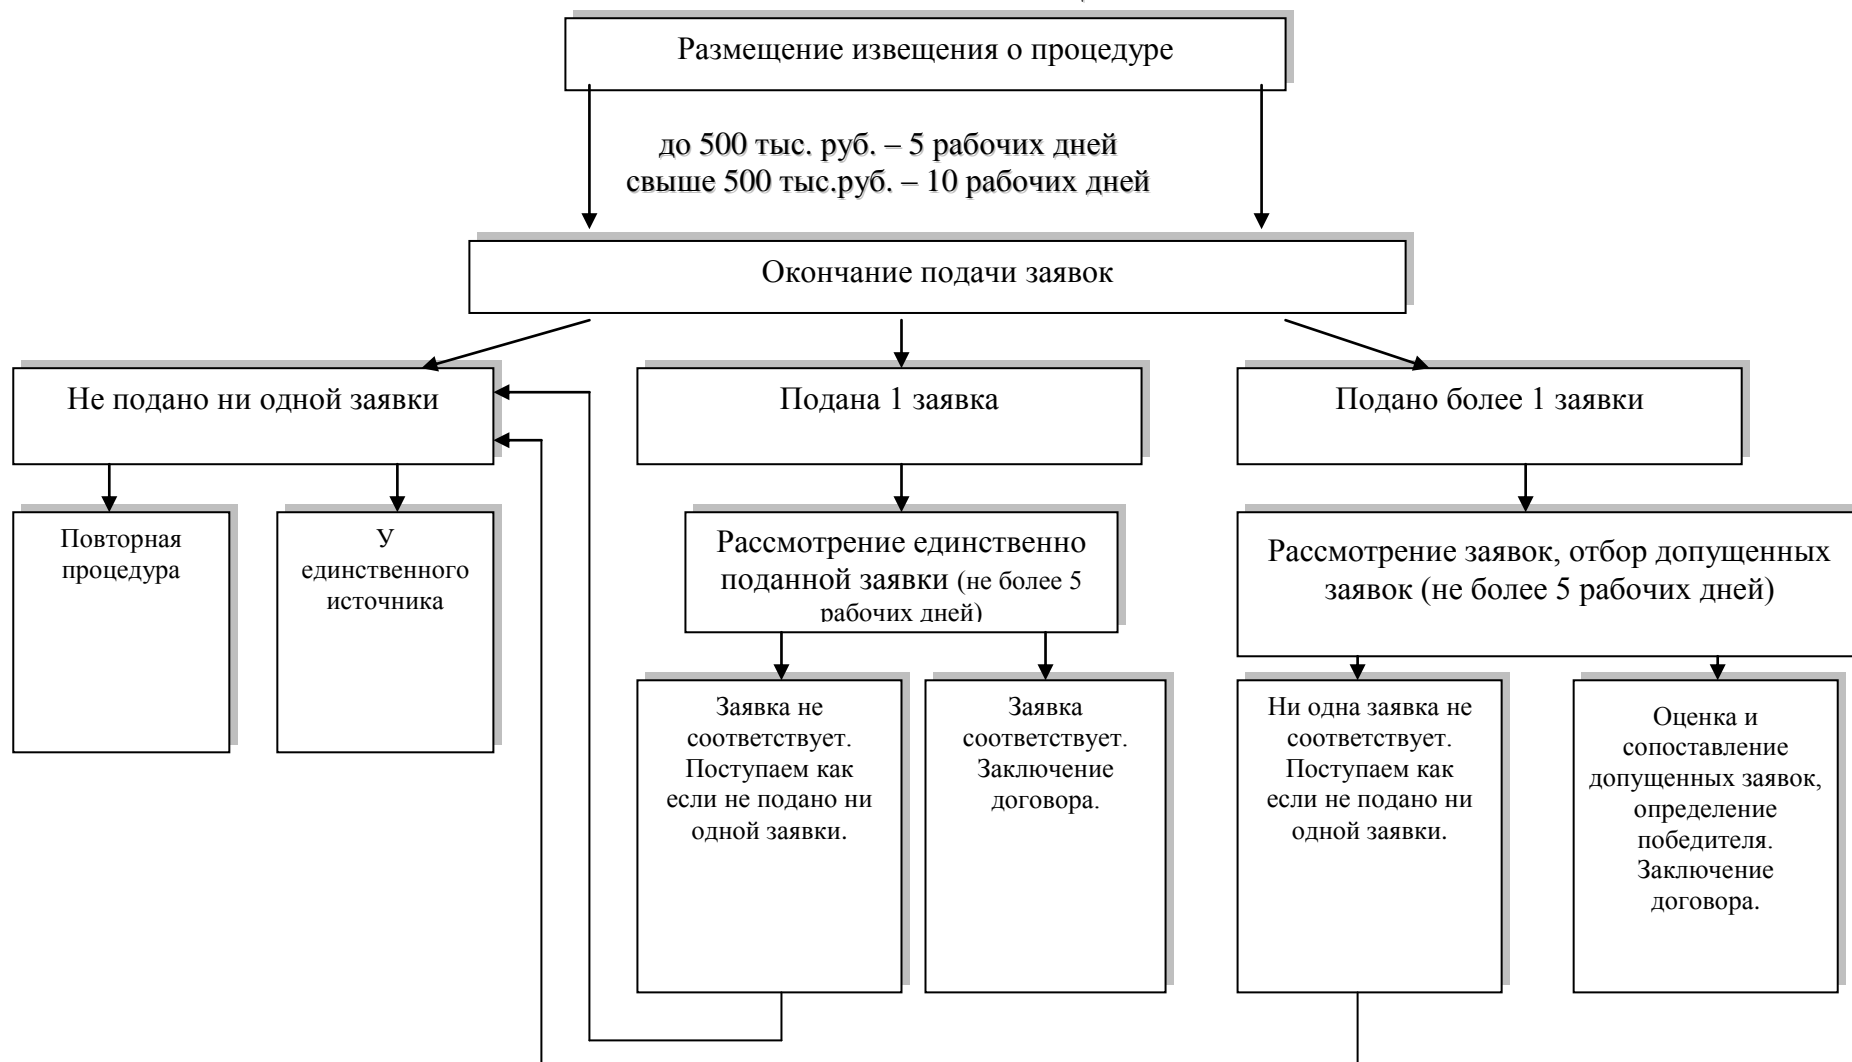 Размещение извещения о процедуре
до 500 тыс. руб. – 5 рабочих дней
свыше 500 тыс.руб. – 10 рабочих дней
Окончание подачи заявок
Не подано ни одной заявки
Подана 1 заявка
Подано более 1 заявки
Повторная
процедура
У
единственного
источника
Рассмотрение единственно
поданной заявки (не более 5
рабочих дней)
Рассмотрение заявок, отбор допущенных
заявок (не более 5 рабочих дней)
Заявка не
соответствует.
Поступаем как
если не подано ни
одной заявки.
Заявка
соответствует.
Заключение
договора.
Ни одна заявка не
соответствует.
Поступаем как
если не подано ни
одной заявки.
Оценка и
сопоставление
допущенных заявок,
определение
победителя.
Заключение
договора.